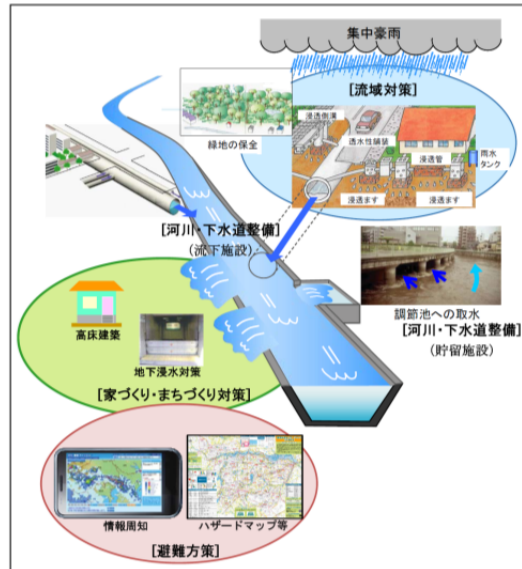 集中豪雨
[流域対策]
緑地の保全
浸透側溝
透水性舗装
浸透管
雨水
タンク
浸透ます
浸透ます
[河川・下水道整備]
(流下施設)
調節池への取水
[河川・下水道整備]
(貯留施設)
高床建築
地下浸水対策
[家づくり・まちづくり対策]
情報周知
ハザードマップ等
[避難方策]